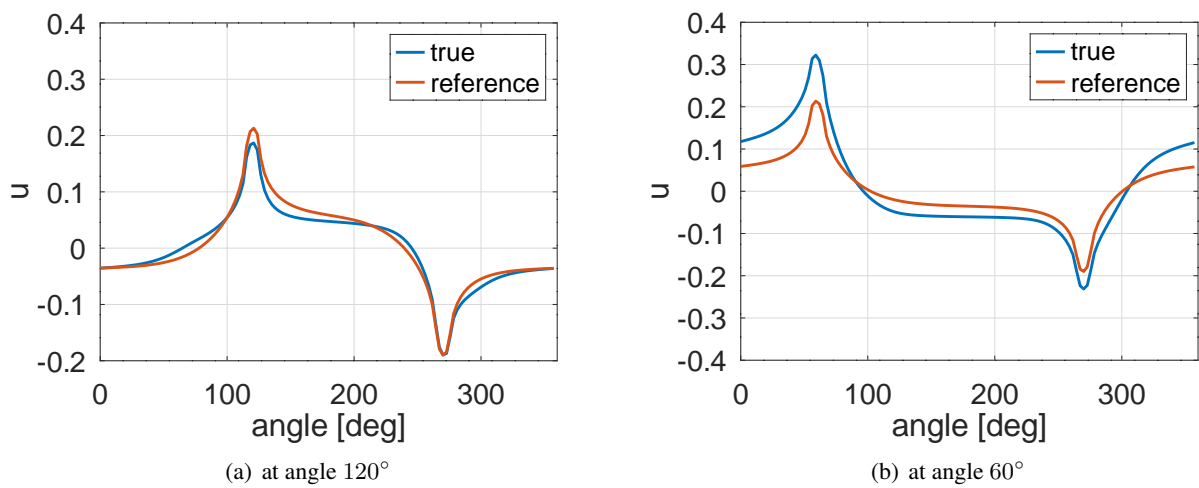 0.4
0.3
0.2
0.1
0
-0.1
-0.2
u
0
100
200
300
angle [deg]
true
reference
(a) at angle 120°
0.4
0.3
0.2
0.1
0
-0.1
-0.2
-0.3
-0.4
u
0
100
200
300
angle [deg]
true
reference
(b) at angle 60°